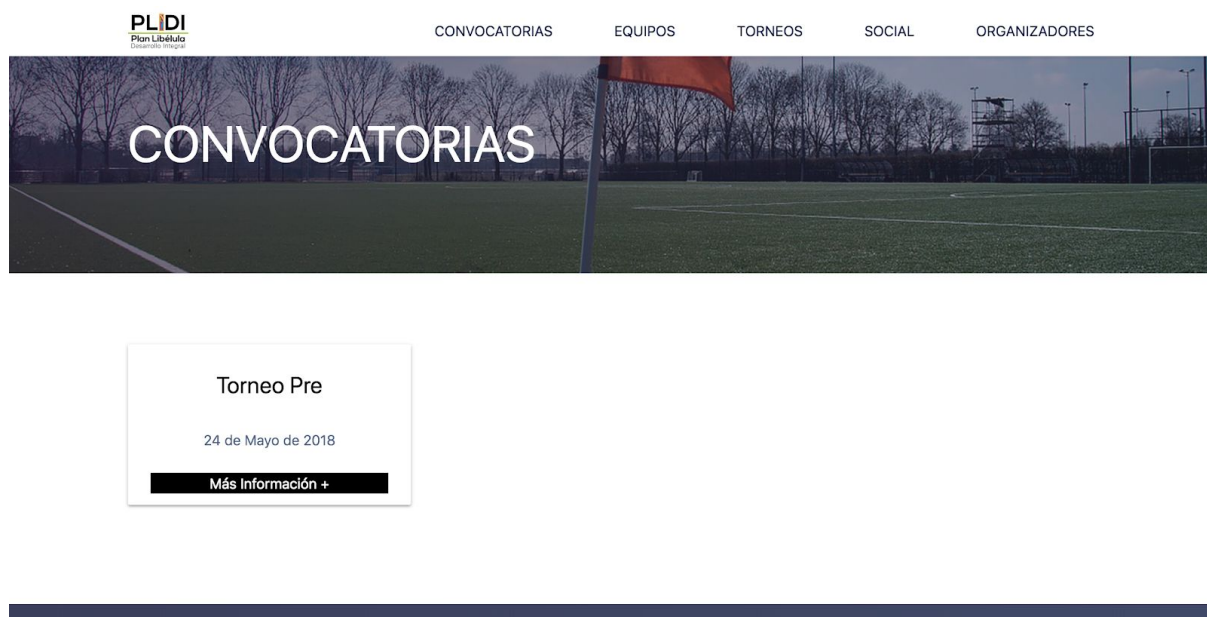 PLIDI
Plan Libélula
Desarrollo Integral
CONVOCATORIAS EQUIPOS TORNEOS SOCIAL ORGANIZADORES
CONVOCATORIAS
Torneo Pre
24 de Mayo de 2018
Más Información +